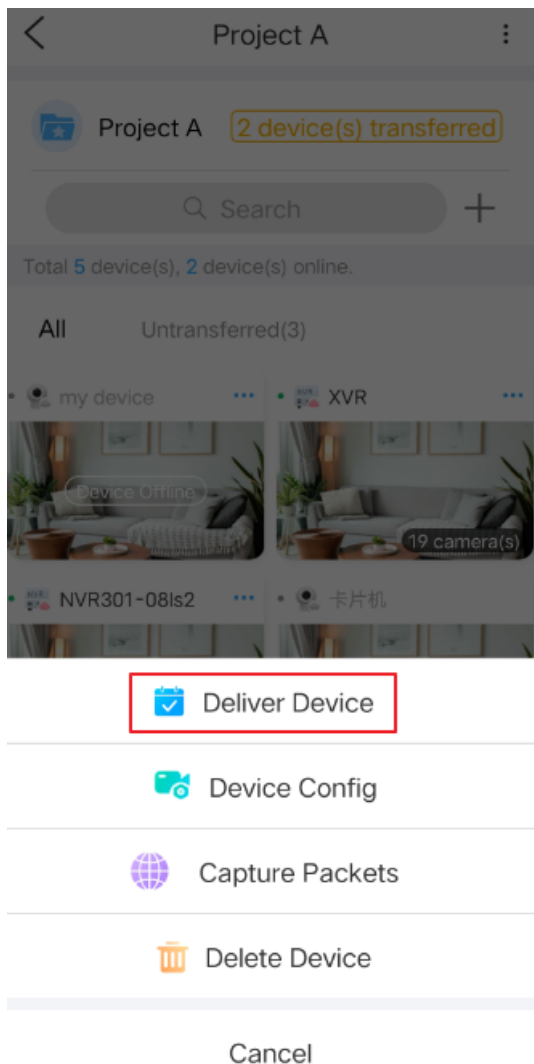 Project A
Project A 2 device(s) transferred
Search
Total 5 device(s), 2 device(s) online.
All Untransferred(3)
my device XVR
Device Offline
19 camera(s)
NVR301-08ls2 卡片机
Deliver Device
Device Config
Capture Packets
Delete Device
Cancel